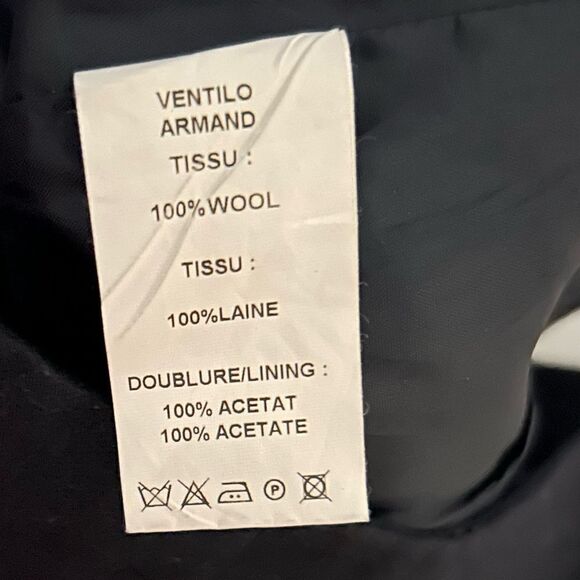 VENTILO
ARMAND
TISSU :
100%WOOL
TISSU :
100%LAINE
DOUBLURE/LINING :
100% ACETAT
100% ACETATE
P